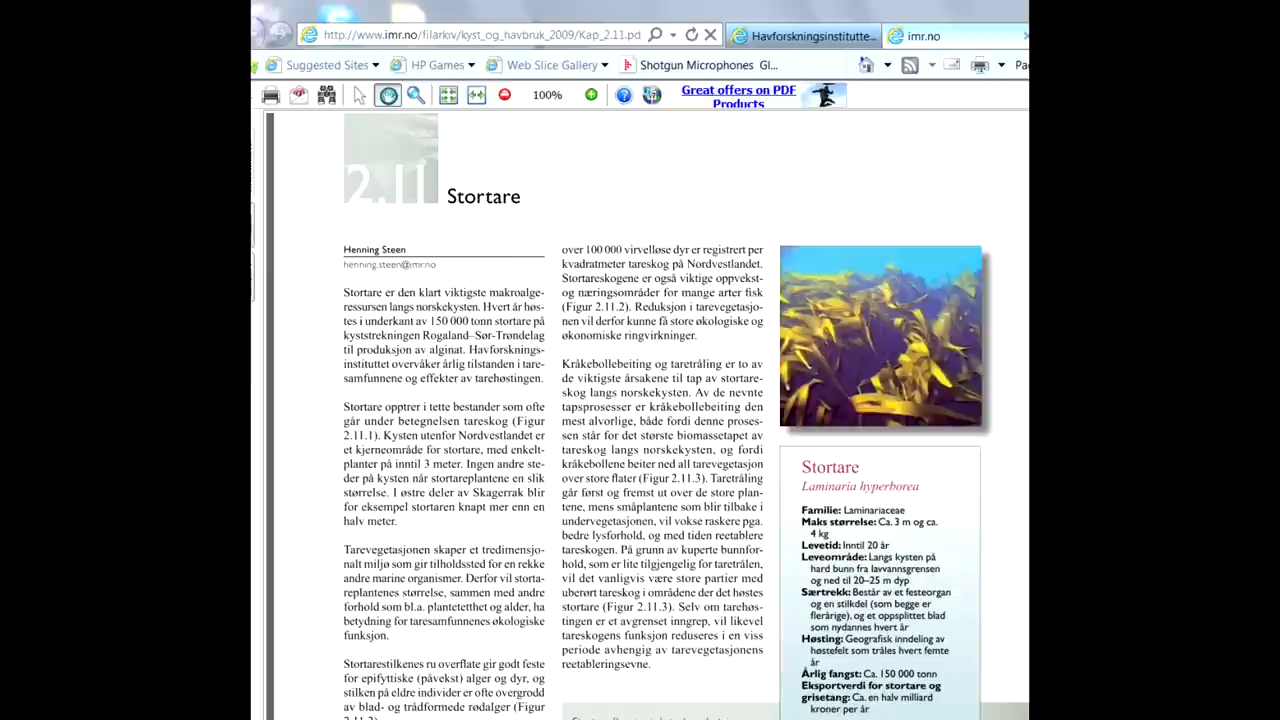 http://www.imr.no/filarkiv/kyst_og_havbruk_2009/Kap_2.11.pd
Havforskningsinstitutte...
imr.no
Suggested Sites
HP Games
Web Slice Gallery
Shotgun Microphones Gl...
Pa
100%
Great offers on PDF
Products
2.11
Stortare
Henning Steen
henning.steen@imr.no
Stortare er den klart viktigste makroalge-
ressursen langs norskekysten. Hvert år høs-
tes i underkant av 150 000 tonn stortare på
kyststrekningen Rogaland–Sør-Trøndelag
til produksjon av alginat. Havforsknings-
instituttet overvåker årlig tilstanden i tare-
samfunnene og effekter av tarehøstingen.
Stortare opptrer i tette bestander som ofte
går under betegnelsen tareskog (Figur
2.11.1). Kysten utenfor Nordvestlandet er
et kjerneområde for stortare, med enkelt-
planter på inntil 3 meter. Ingen andre ste-
der på kysten når stortareplantene en slik
størrelse. I østre deler av Skagerrak blir
for eksempel stortaren knapt mer enn en
halv meter.
Tarevegetasjonen skaper et tredimensjo-
nalt miljø som gir tilholdssted for en rekke
andre marine organismer. Derfor vil storta-
replantenes størrelse, sammen med andre
forhold som bl.a. plantetetthet og alder, ha
betydning for taresamfunnenes økologiske
funksjon.
Stortarestilkenes ru overflate gir godt feste
for epifyttiske (påvekst) alger og dyr, og
stilken på eldre individer er ofte overgrodd
av blad- og trådformede rødalger (Figur
2.11.2)
over 100 000 virvelløse dyr er registrert per
kvadratmeter tareskog på Nordvestlandet.
Stortareskogene er også viktige oppvekst-
og næringsområder for mange arter fisk
(Figur 2.11.2). Reduksjon i tarevegetasjo-
nen vil derfor kunne få store økologiske og
økonomiske ringvirkninger.
Kråkebollebeiting og taretråling er to av
de viktigste årsakene til tap av stortare-
skog langs norskekysten. Av de nevnte
tapsprosesser er kråkebollebeiting den
mest alvorlige, både fordi denne proses-
sen står for det største biomassetapet av
tareskog langs norskekysten, og fordi
kråkebollene beiter ned all tarevegetasjon
over store flater (Figur 2.11.3). Taretråling
går først og fremst ut over de store plan-
tene, mens småplantene som blir tilbake i
undervegetasjonen, vil vokse raskere pga.
bedre lysforhold, og med tiden reetablere
tareskogen. På grunn av kuperte bunnfor-
hold, som er lite tilgjengelig for taretrålen,
vil det vanligvis være store partier med
uberørt tareskog i områdene der det høstes
stortare (Figur 2.11.3). Selv om tarehøs-
tingen er et avgrenset inngrep, vil likevel
tareskogens funksjon reduseres i en viss
periode avhengig av tarevegetasjonens
reetableringsevne.
Stortare
Laminaria hyperborea
Familie: Laminariaceae
Maks størrelse: Ca. 3 m og ca.
4 kg
Levetid: Inntil 20 år
Leveområde: Langs kysten på
hard bunn fra lavvannsgrensen
og ned til 20–25 m dyp
Særtrekk: Består av et festeorgan
og en stilkdel (som begge er
flerårige), og et oppsplittet blad
som nydannes hvert år
Høsting: Geografisk inndeling av
høstefelt som tråles hvert femte
år
Årlig fangst: Ca. 150 000 tonn
Eksportverdi for stortare og
grisetang: Ca. en halv milliard
kroner per år